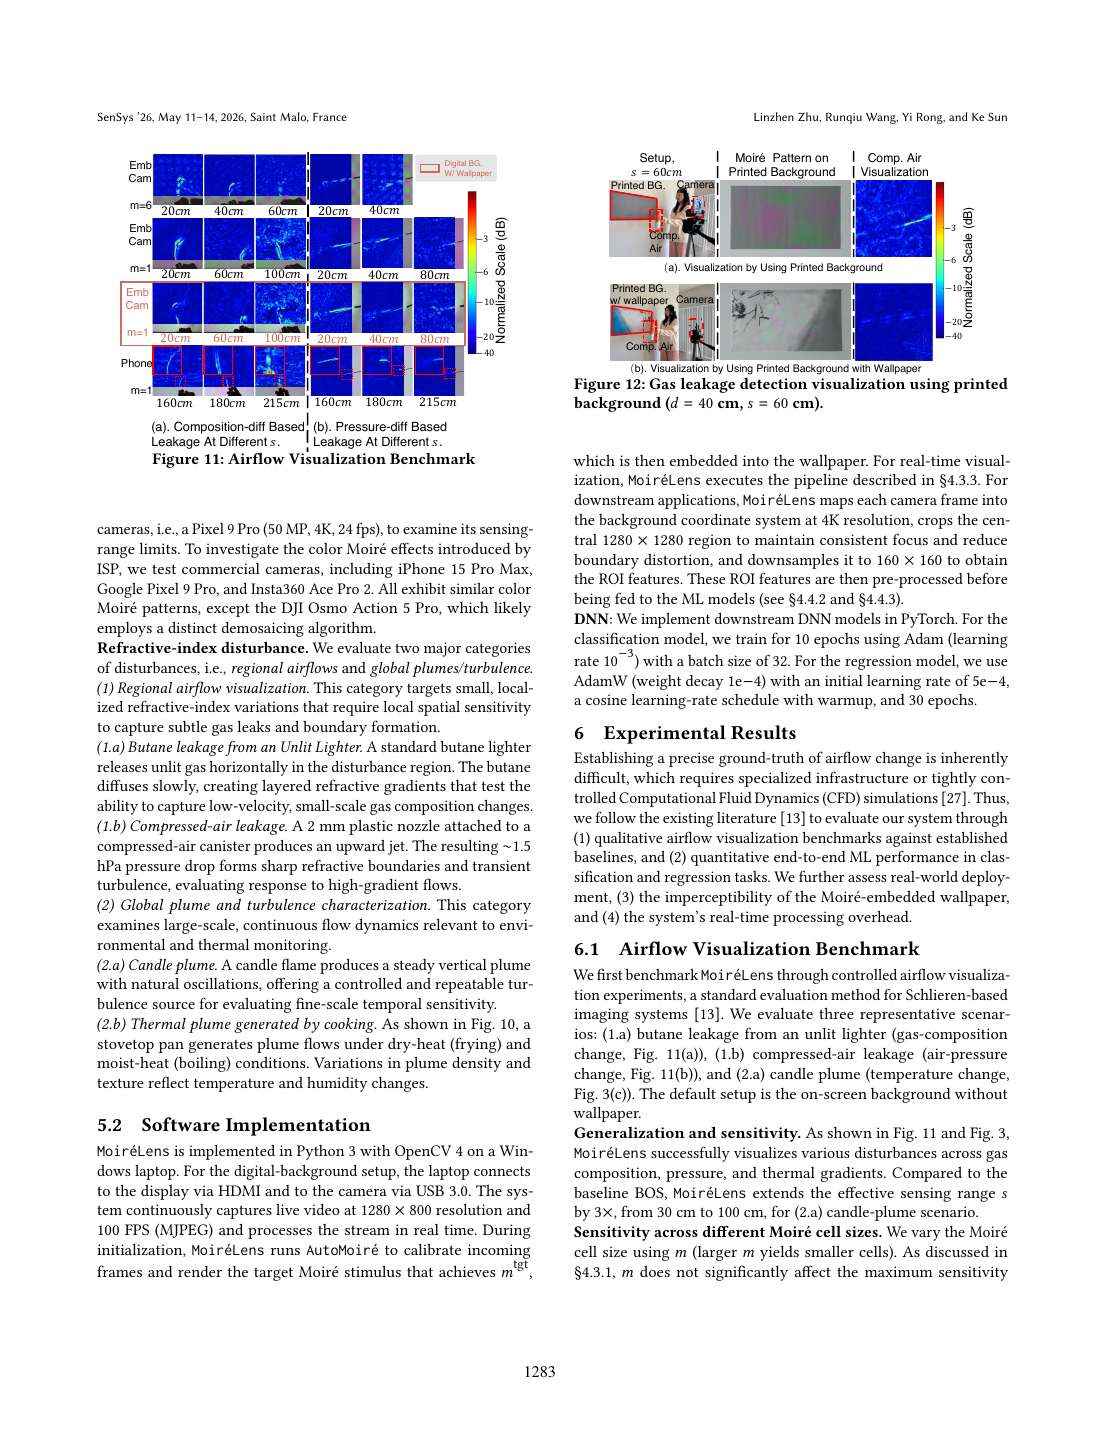 SenSys '26, May 11–14, 2026, Saint Malo, France
Linzhen Zhu, Runqiu Wang, Yi Rong, and Ke Sun
Emb
Cam
m=6
20cm 40cm 60cm 20cm 40cm
Digital BG.
W/ Wallpaper
Emb
Cam
m=1
20cm 60cm 100cm 20cm 40cm 80cm
Emb
Cam
m=1
20cm 60cm 100cm 20cm 40cm 80cm
Phone
m=1
160cm 180cm 215cm 160cm 180cm 215cm
−3
−6
−10
−20
−40
Normalized Scale (dB)
(a). Composition-diff Based
Leakage At Different s.
(b). Pressure-diff Based
Leakage At Different s.
Figure 11: Airflow Visualization Benchmark
cameras, i.e., a Pixel 9 Pro (50 MP, 4K, 24 fps), to examine its sensing-
range limits. To investigate the color Moiré effects introduced by
ISP, we test commercial cameras, including iPhone 15 Pro Max,
Google Pixel 9 Pro, and Insta360 Ace Pro 2. All exhibit similar color
Moiré patterns, except the DJI Osmo Action 5 Pro, which likely
employs a distinct demosaicing algorithm.
Refractive-index disturbance. We evaluate two major categories
of disturbances, i.e., regional airflows and global plumes/turbulence.
(1) Regional airflow visualization. This category targets small, local-
ized refractive-index variations that require local spatial sensitivity
to capture subtle gas leaks and boundary formation.
(1.a) Butane leakage from an Unlit Lighter. A standard butane lighter
releases unlit gas horizontally in the disturbance region. The butane
diffuses slowly, creating layered refractive gradients that test the
ability to capture low-velocity, small-scale gas composition changes.
(1.b) Compressed-air leakage. A 2 mm plastic nozzle attached to a
compressed-air canister produces an upward jet. The resulting ~1.5
hPa pressure drop forms sharp refractive boundaries and transient
turbulence, evaluating response to high-gradient flows.
(2) Global plume and turbulence characterization. This category
examines large-scale, continuous flow dynamics relevant to envi-
ronmental and thermal monitoring.
(2.a) Candle plume. A candle flame produces a steady vertical plume
with natural oscillations, offering a controlled and repeatable tur-
bulence source for evaluating fine-scale temporal sensitivity.
(2.b) Thermal plume generated by cooking. As shown in Fig. 10, a
stovetop pan generates plume flows under dry-heat (frying) and
moist-heat (boiling) conditions. Variations in plume density and
texture reflect temperature and humidity changes.
5.2 Software Implementation
MoiréLens is implemented in Python 3 with OpenCV 4 on a Win-
dows laptop. For the digital-background setup, the laptop connects
to the display via HDMI and to the camera via USB 3.0. The sys-
tem continuously captures live video at 1280 × 800 resolution and
100 FPS (MJPEG) and processes the stream in real time. During
initialization, MoiréLens runs AutoMoiré to calibrate incoming
frames and render the target Moiré stimulus that achieves m^tgt,
Setup,
s = 60cm
Moiré Pattern on
Printed Background
Comp. Air
Visualization
Printed BG. Camera
Comp.
Air
(a). Visualization by Using Printed Background
Printed BG.
w/ wallpaper Camera
Comp. Air
−3
−6
−10
−20
−40
Normalized Scale (dB)
(b). Visualization by Using Printed Background with Wallpaper
Figure 12: Gas leakage detection visualization using printed
background (d = 40 cm, s = 60 cm).
which is then embedded into the wallpaper. For real-time visual-
ization, MoiréLens executes the pipeline described in §4.3.3. For
downstream applications, MoiréLens maps each camera frame into
the background coordinate system at 4K resolution, crops the cen-
tral 1280 × 1280 region to maintain consistent focus and reduce
boundary distortion, and downsamples it to 160 × 160 to obtain
the ROI features. These ROI features are then pre-processed before
being fed to the ML models (see §4.4.2 and §4.4.3).
DNN: We implement downstream DNN models in PyTorch. For the
classification model, we train for 10 epochs using Adam (learning
rate 10^−3) with a batch size of 32. For the regression model, we use
AdamW (weight decay 1e−4) with an initial learning rate of 5e−4,
a cosine learning-rate schedule with warmup, and 30 epochs.
6 Experimental Results
Establishing a precise ground-truth of airflow change is inherently
difficult, which requires specialized infrastructure or tightly con-
trolled Computational Fluid Dynamics (CFD) simulations [27]. Thus,
we follow the existing literature [13] to evaluate our system through
(1) qualitative airflow visualization benchmarks against established
baselines, and (2) quantitative end-to-end ML performance in clas-
sification and regression tasks. We further assess real-world deploy-
ment, (3) the imperceptibility of the Moiré-embedded wallpaper,
and (4) the system's real-time processing overhead.
6.1 Airflow Visualization Benchmark
We first benchmark MoiréLens through controlled airflow visualiza-
tion experiments, a standard evaluation method for Schlieren-based
imaging systems [13]. We evaluate three representative scenar-
ios: (1.a) butane leakage from an unlit lighter (gas-composition
change, Fig. 11(a)), (1.b) compressed-air leakage (air-pressure
change, Fig. 11(b)), and (2.a) candle plume (temperature change,
Fig. 3(c)). The default setup is the on-screen background without
wallpaper.
Generalization and sensitivity. As shown in Fig. 11 and Fig. 3,
MoiréLens successfully visualizes various disturbances across gas
composition, pressure, and thermal gradients. Compared to the
baseline BOS, MoiréLens extends the effective sensing range s
by 3×, from 30 cm to 100 cm, for (2.a) candle-plume scenario.
Sensitivity across different Moiré cell sizes. We vary the Moiré
cell size using m (larger m yields smaller cells). As discussed in
§4.3.1, m does not significantly affect the maximum sensitivity
1283